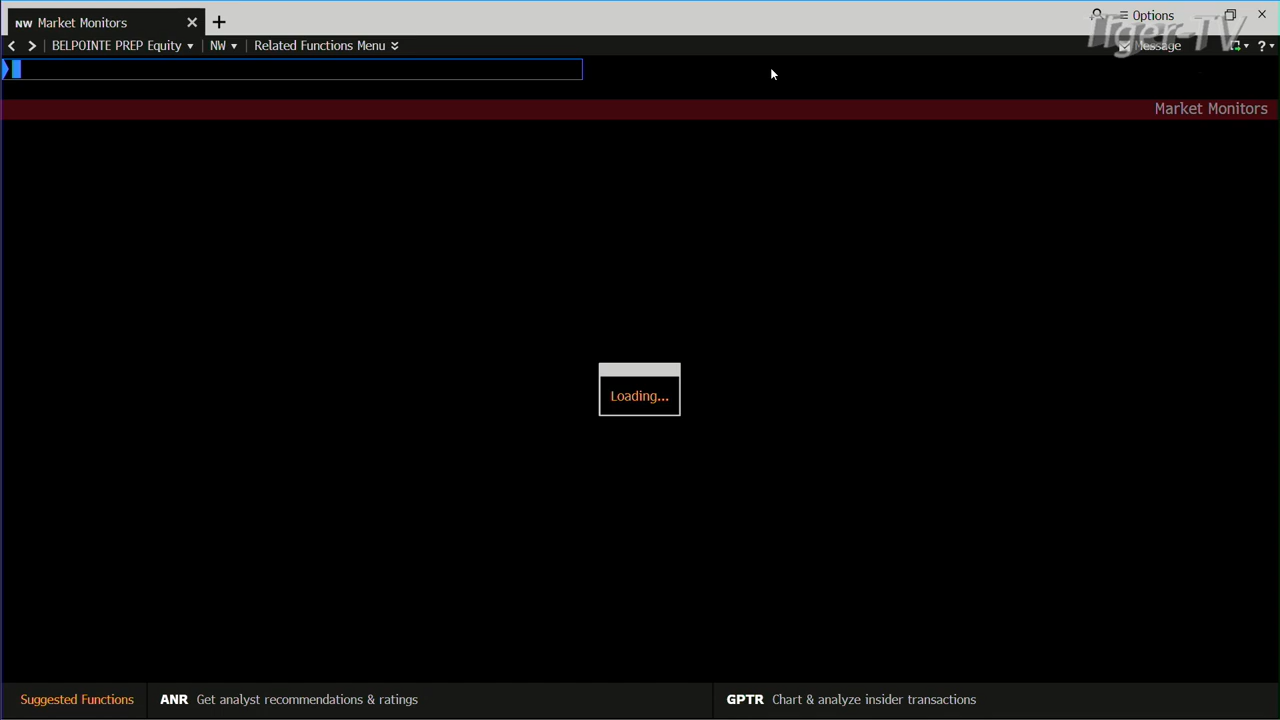 NW Market Monitors
Options
BELPOINTE PREP Equity NW Related Functions Menu
Message ?
Tiger-TV
Market Monitors
Loading...
Suggested Functions ANR Get analyst recommendations & ratings GPTR Chart & analyze insider transactions